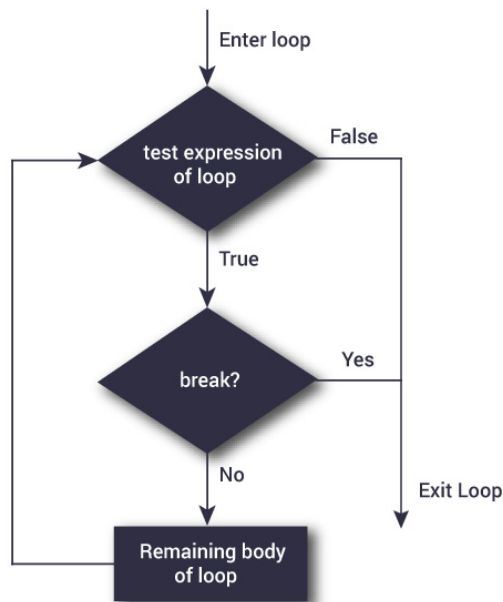 Enter loop
test expression
of loop
False
True
break?
Yes
No
Exit Loop
Remaining body
of loop